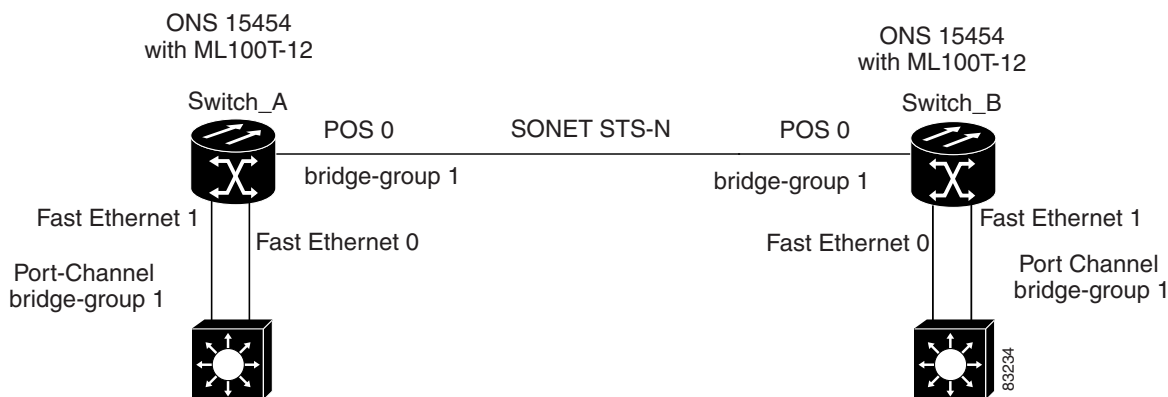 ONS 15454
with ML100T-12
ONS 15454
with ML100T-12
Switch_A
Switch_B
POS 0
SONET STS-N
POS 0
bridge-group 1
bridge-group 1
Fast Ethernet 1
Fast Ethernet 0
Fast Ethernet 0
Fast Ethernet 1
Port-Channel
bridge-group 1
Port Channel
bridge-group 1
83234